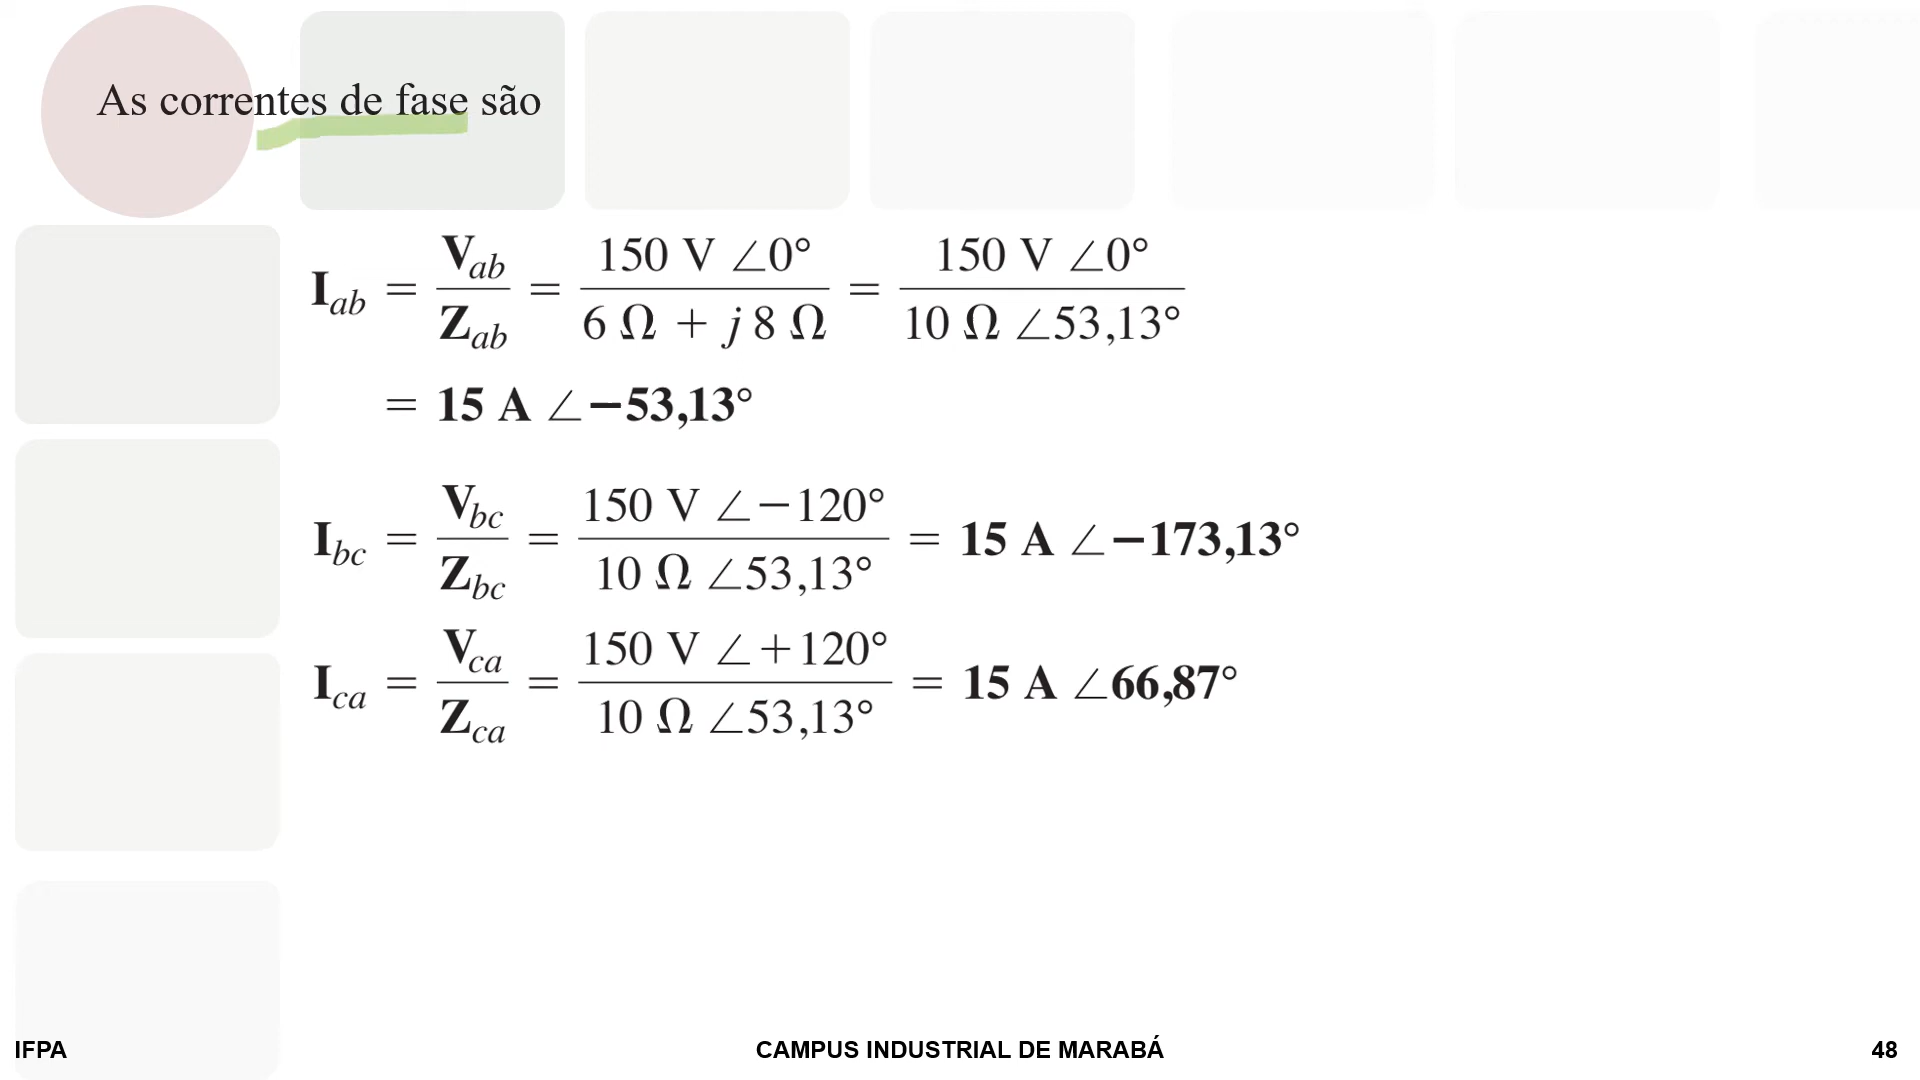 As correntes de fase são
I_ab = V_ab / Z_ab = 150 V ∠0° / 6 Ω + j 8 Ω = 150 V ∠0° / 10 Ω ∠53,13°
= 15 A ∠−53,13°
I_bc = V_bc / Z_bc = 150 V ∠−120° / 10 Ω ∠53,13° = 15 A ∠−173,13°
I_ca = V_ca / Z_ca = 150 V ∠+120° / 10 Ω ∠53,13° = 15 A ∠66,87°
IFPA
CAMPUS INDUSTRIAL DE MARABÁ
48